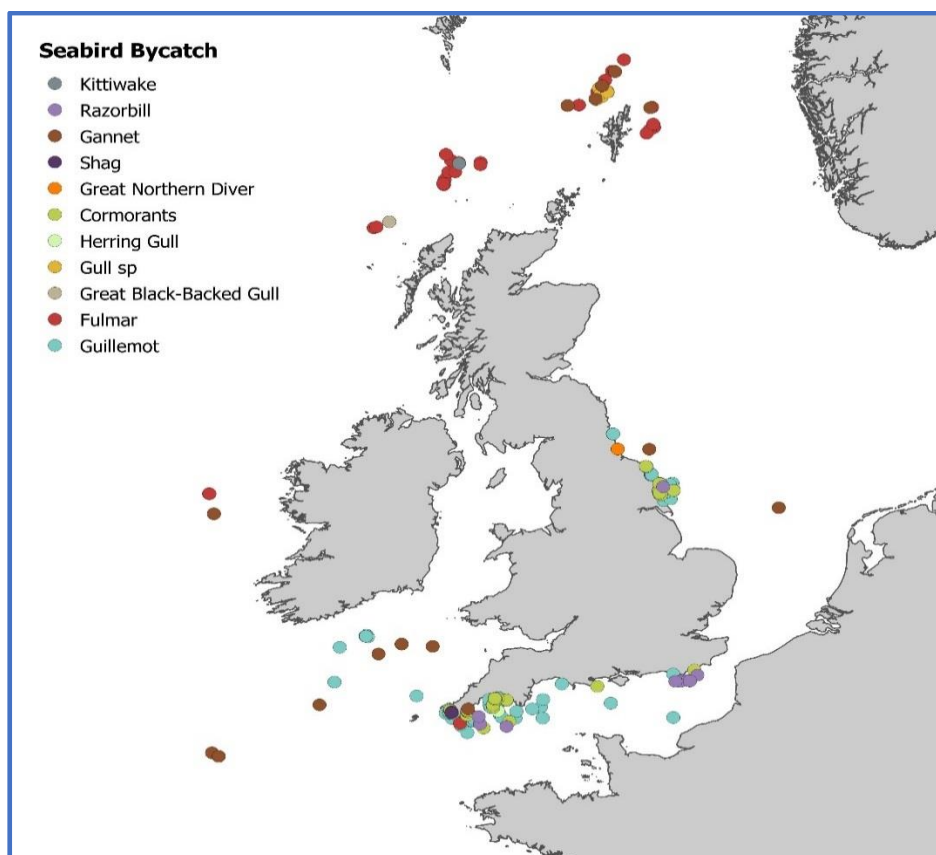 Seabird Bycatch
Kittiwake
Razorbill
Gannet
Shag
Great Northern Diver
Cormorants
Herring Gull
Gull sp
Great Black-Backed Gull
Fulmar
Guillemot